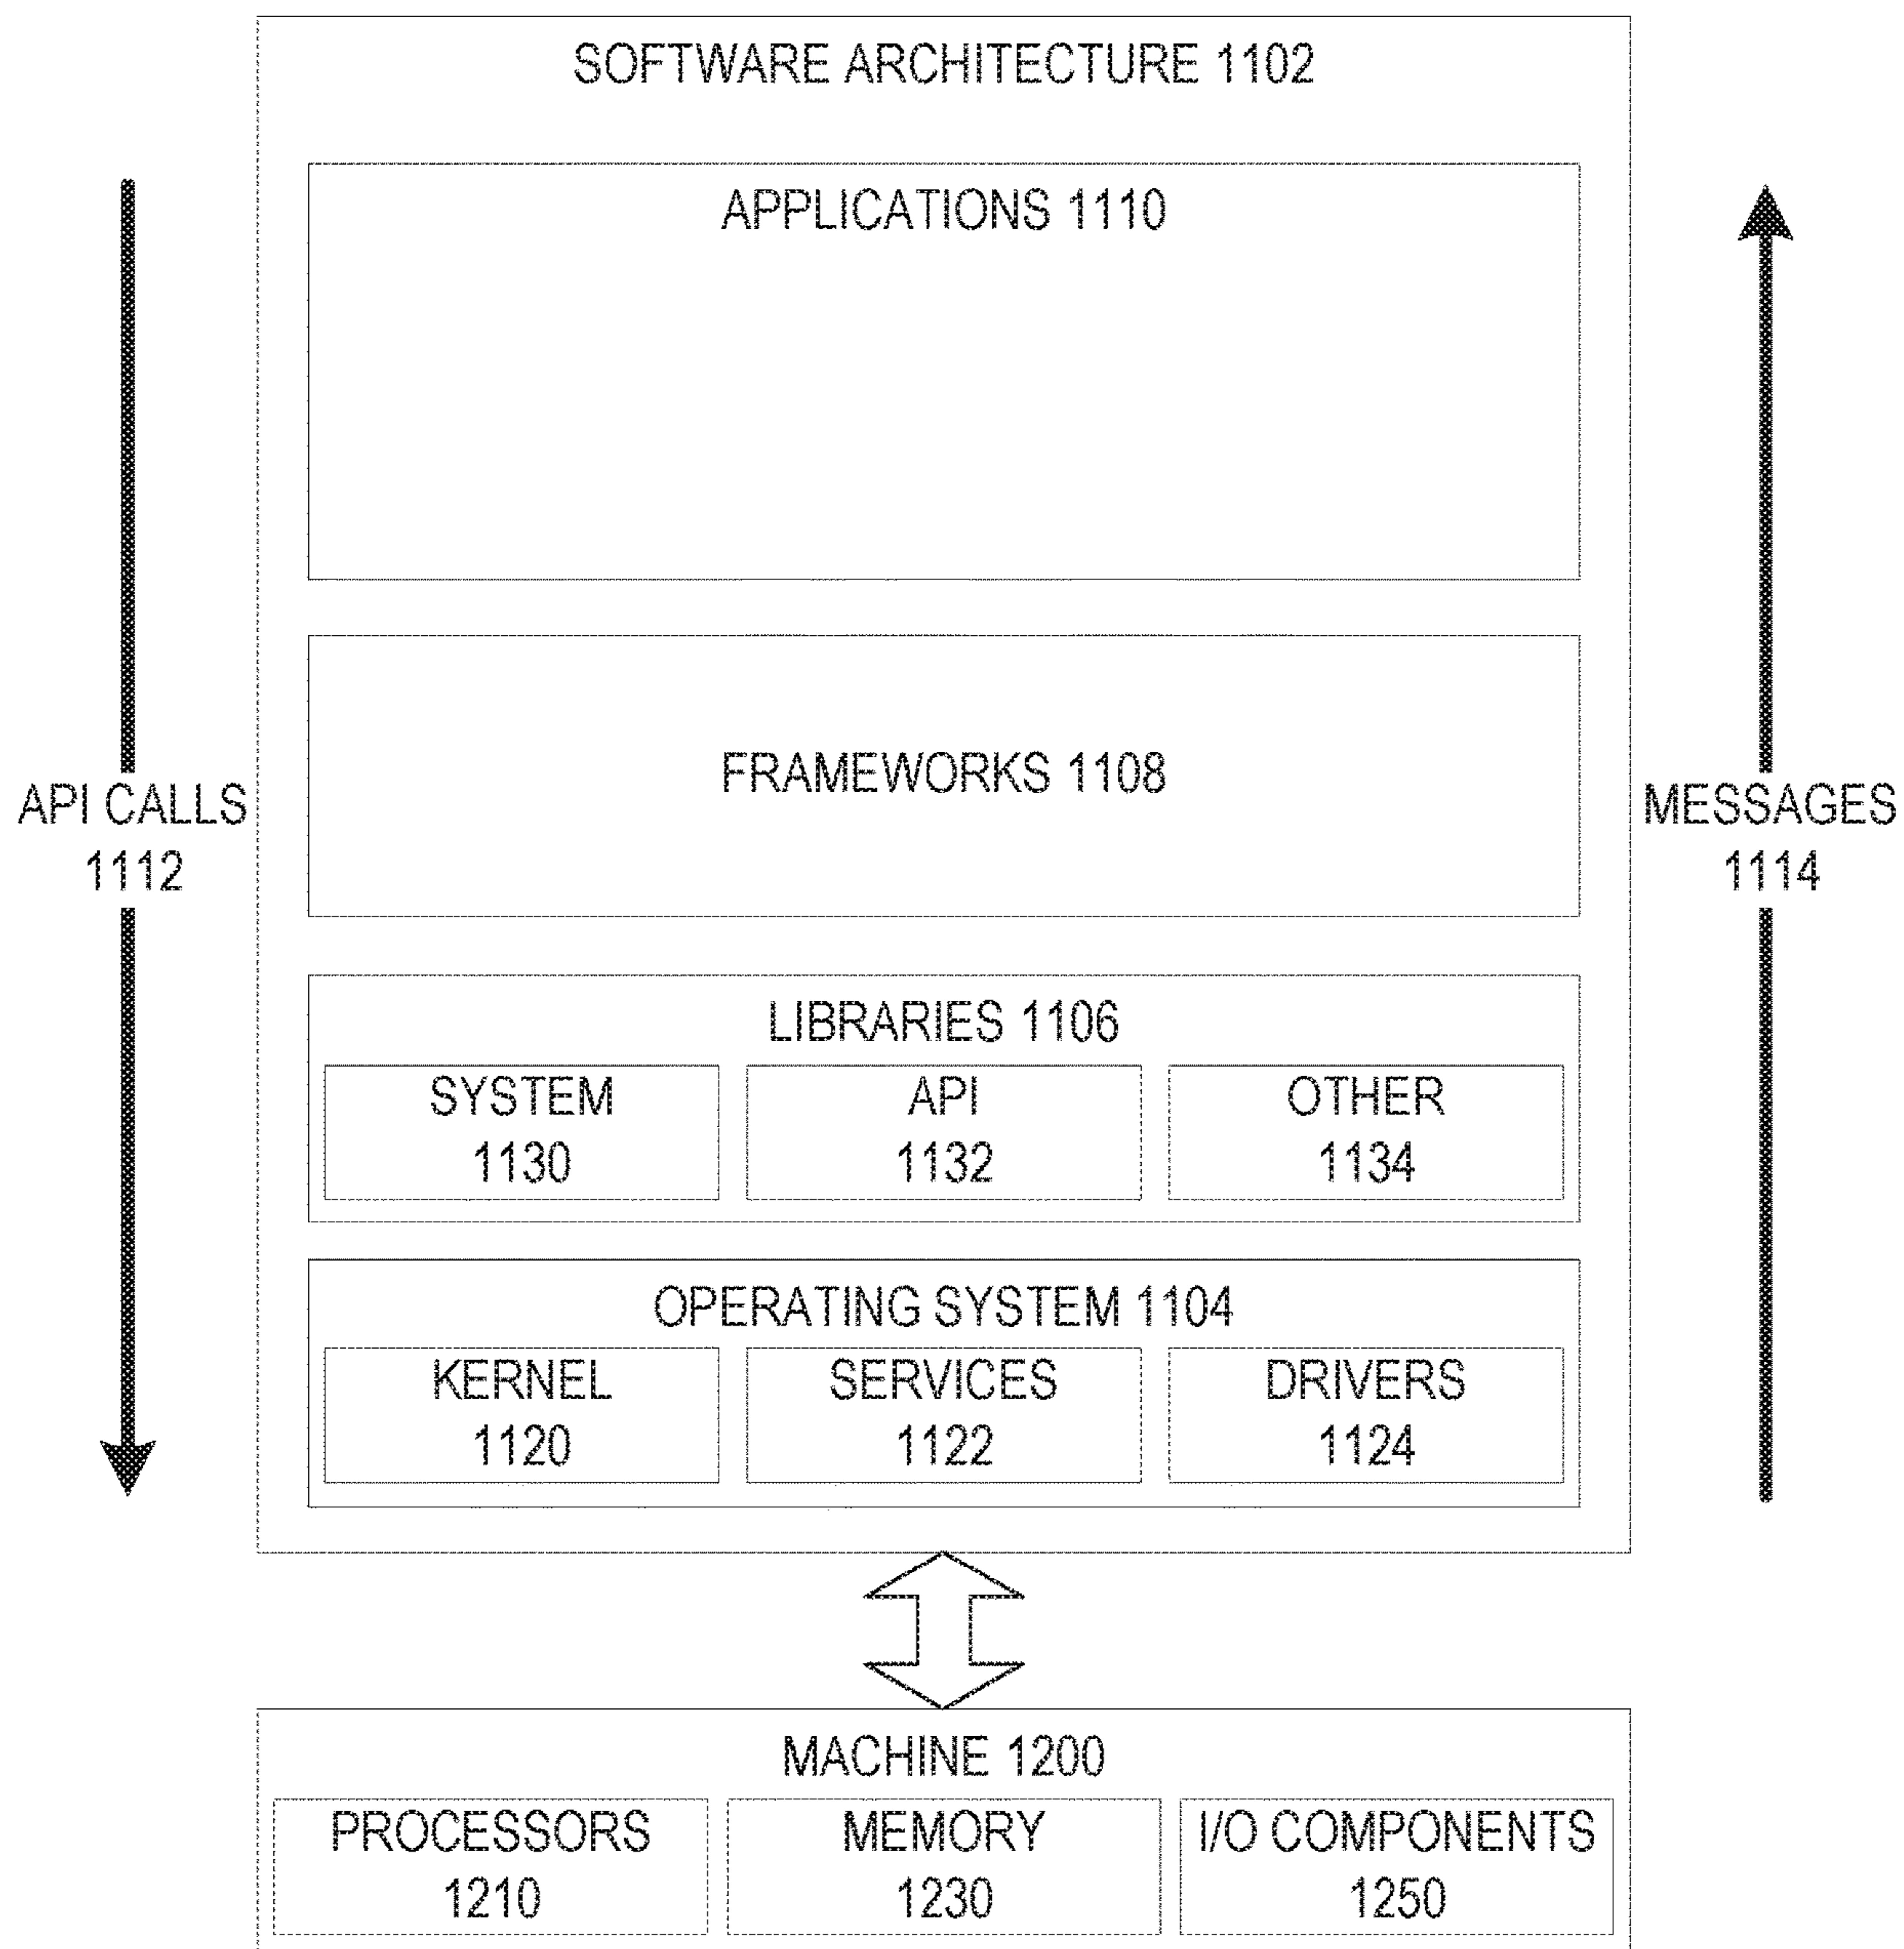 SOFTWARE ARCHITECTURE 1102
APPLICATIONS 1110
FRAMEWORKS 1108
API CALLS
1112
MESSAGES
1114
LIBRARIES 1106
SYSTEM
1130
API
1132
OTHER
1134
OPERATING SYSTEM 1104
KERNEL
1120
SERVICES
1122
DRIVERS
1124
MACHINE 1200
PROCESSORS
1210
MEMORY
1230
I/O COMPONENTS
1250